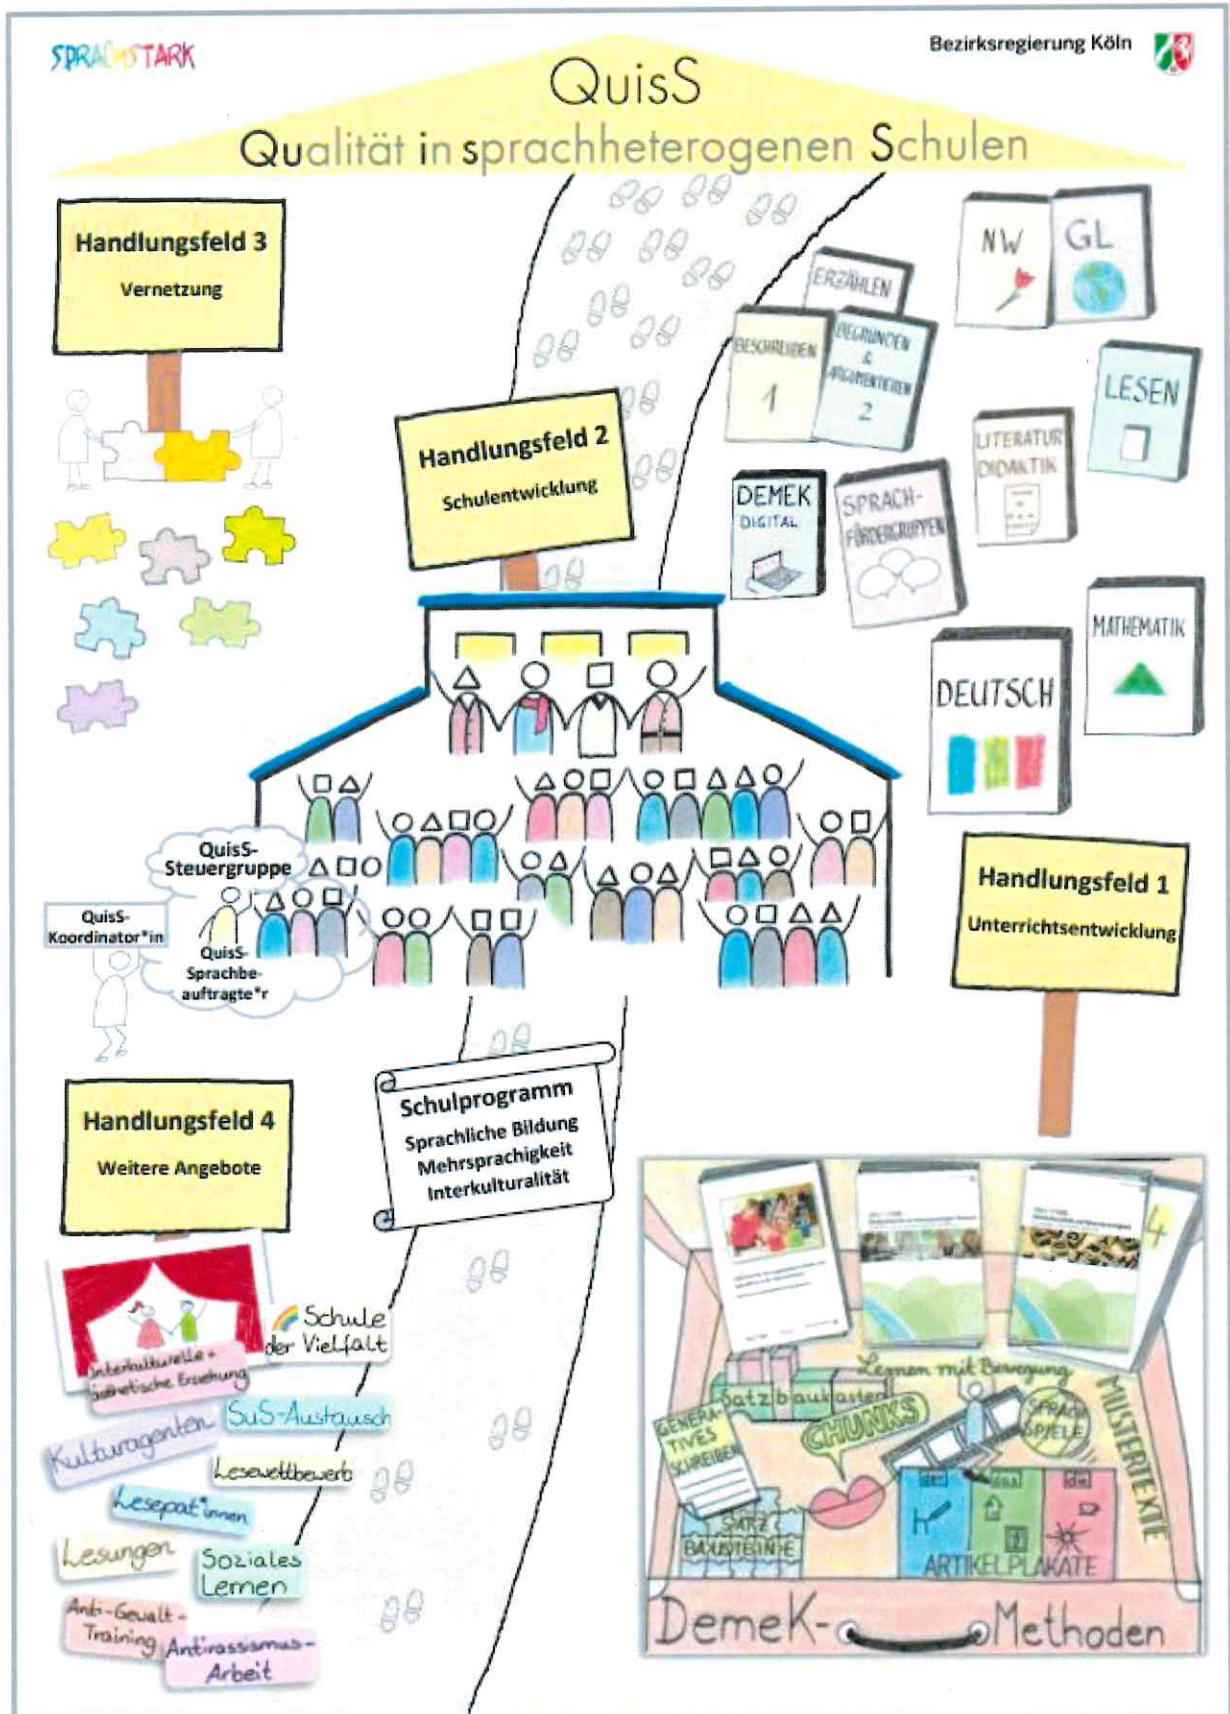 SPRACHSTARK
Bezirksregierung Köln
QuisS
Qualität in sprachheterogenen Schulen
Handlungsfeld 3
Vernetzung
Handlungsfeld 2
Schulentwicklung
ERZÄHLEN
BESCHREIBEN
1
BEGRÜNDEN
&
ARGUMENTIEREN
2
NW
GL
LESEN
LITERATUR
DIDAKTIK
DEMEK
DIGITAL
SPRACH-
FÖRDERGRUPPEN
MATHEMATIK
DEUTSCH
QuisS-
Steuergruppe
QuisS-
Koordinator*in
QuisS-
Sprachbe-
auftragte*r
Handlungsfeld 1
Unterrichtsentwicklung
Schulprogramm
Sprachliche Bildung
Mehrsprachigkeit
Interkulturalität
Handlungsfeld 4
Weitere Angebote
Schule
der Vielfalt
Interkulturelle +
ästhetische Erziehung
SuS-Austausch
Kulturagenten
Lesewettbewerb
Lesepat*innen
Lesungen
Soziales
Lernen
Anti-Gewalt-
Training
Antirassismus-
Arbeit
4
Lernen mit Bewegung
Satzbaukasten
CHUNKS
GENERA-
TIVES
SCHREIBEN
SPRACH
SPIELE
MUSTERTEXTE
SATZ
BAUSTEINE
der
das
die
ARTIKELPLAKATE
DemeK-Methoden